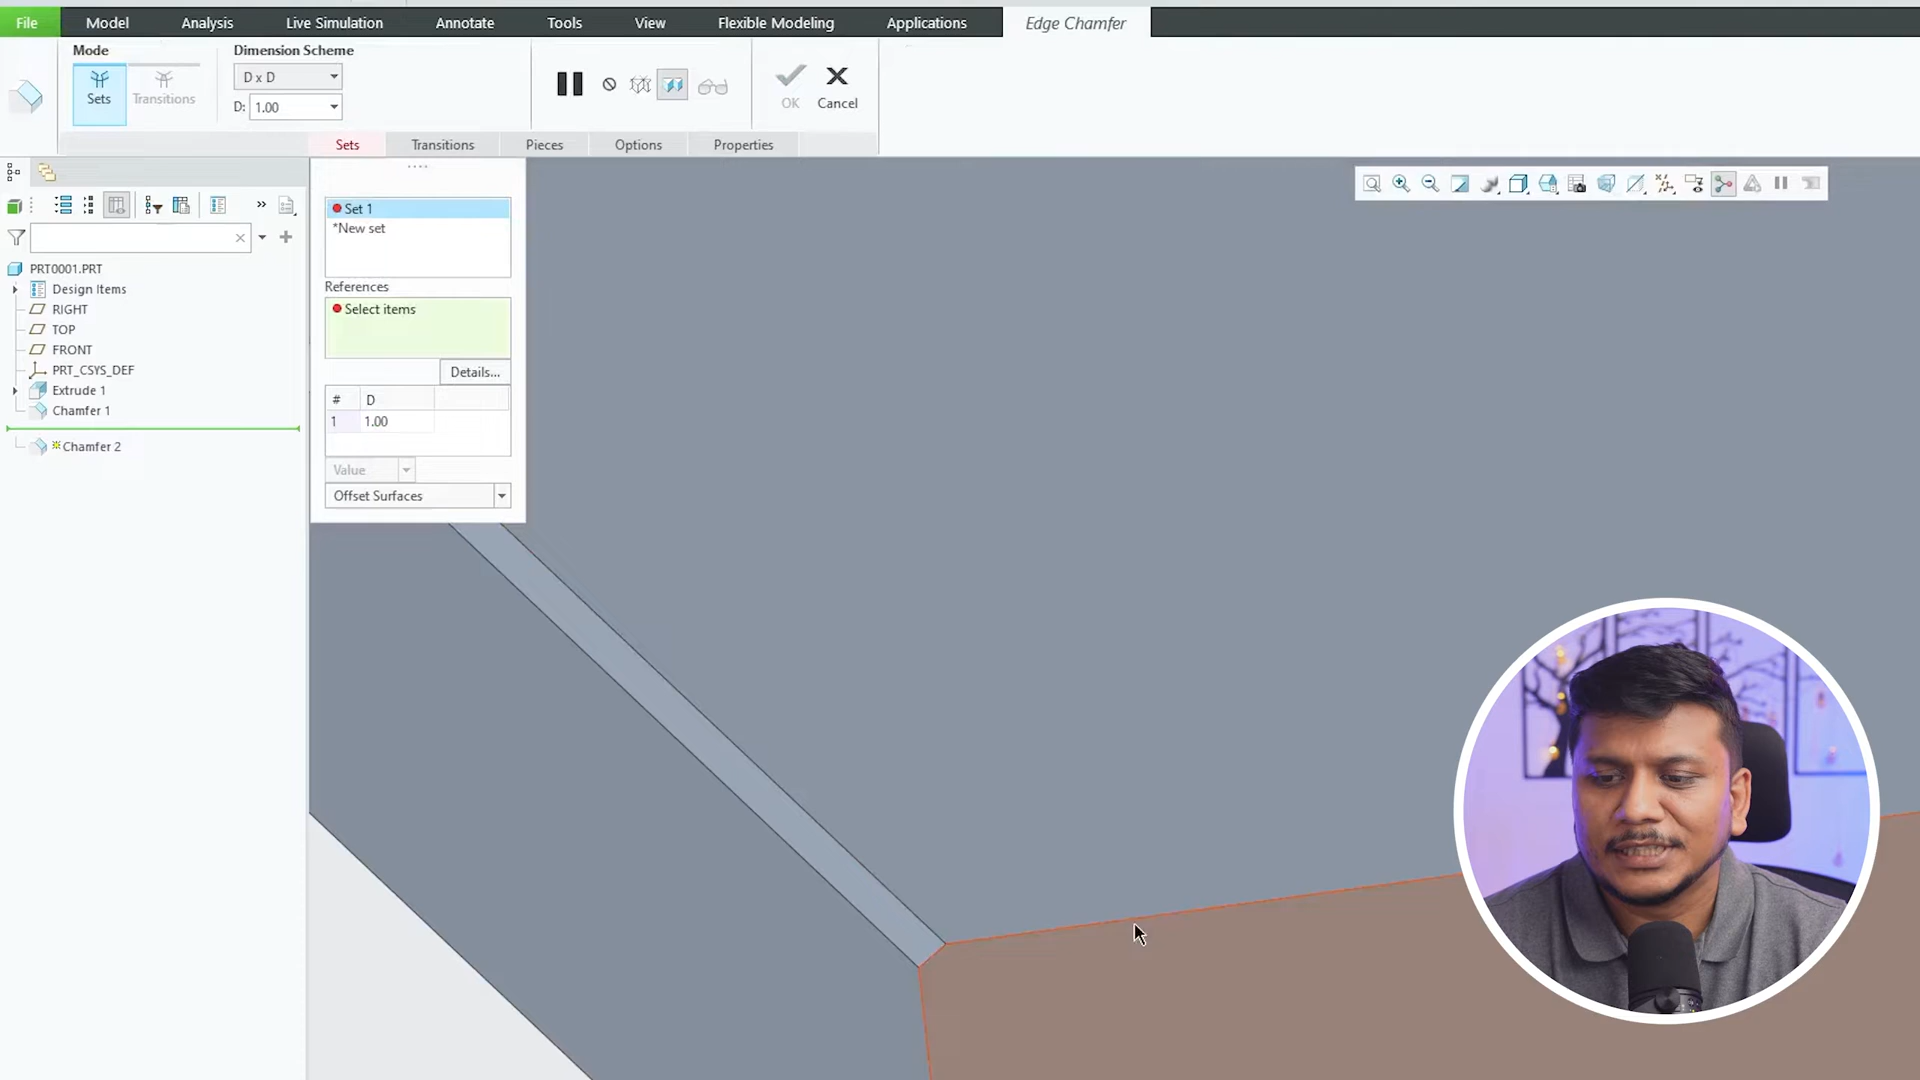 File Model Analysis Live Simulation Annotate Tools View Flexible Modeling Applications Edge Chamfer
Mode Dimension Scheme
Sets Transitions D x D
D: 1.00
OK Cancel
Sets Transitions Pieces Options Properties
Set 1
*New set
References
Select items
Details...
# D
1 1.00
Value
Offset Surfaces
PRT0001.PRT
Design Items
RIGHT
TOP
FRONT
PRT_CSYS_DEF
Extrude 1
Chamfer 1
Chamfer 2